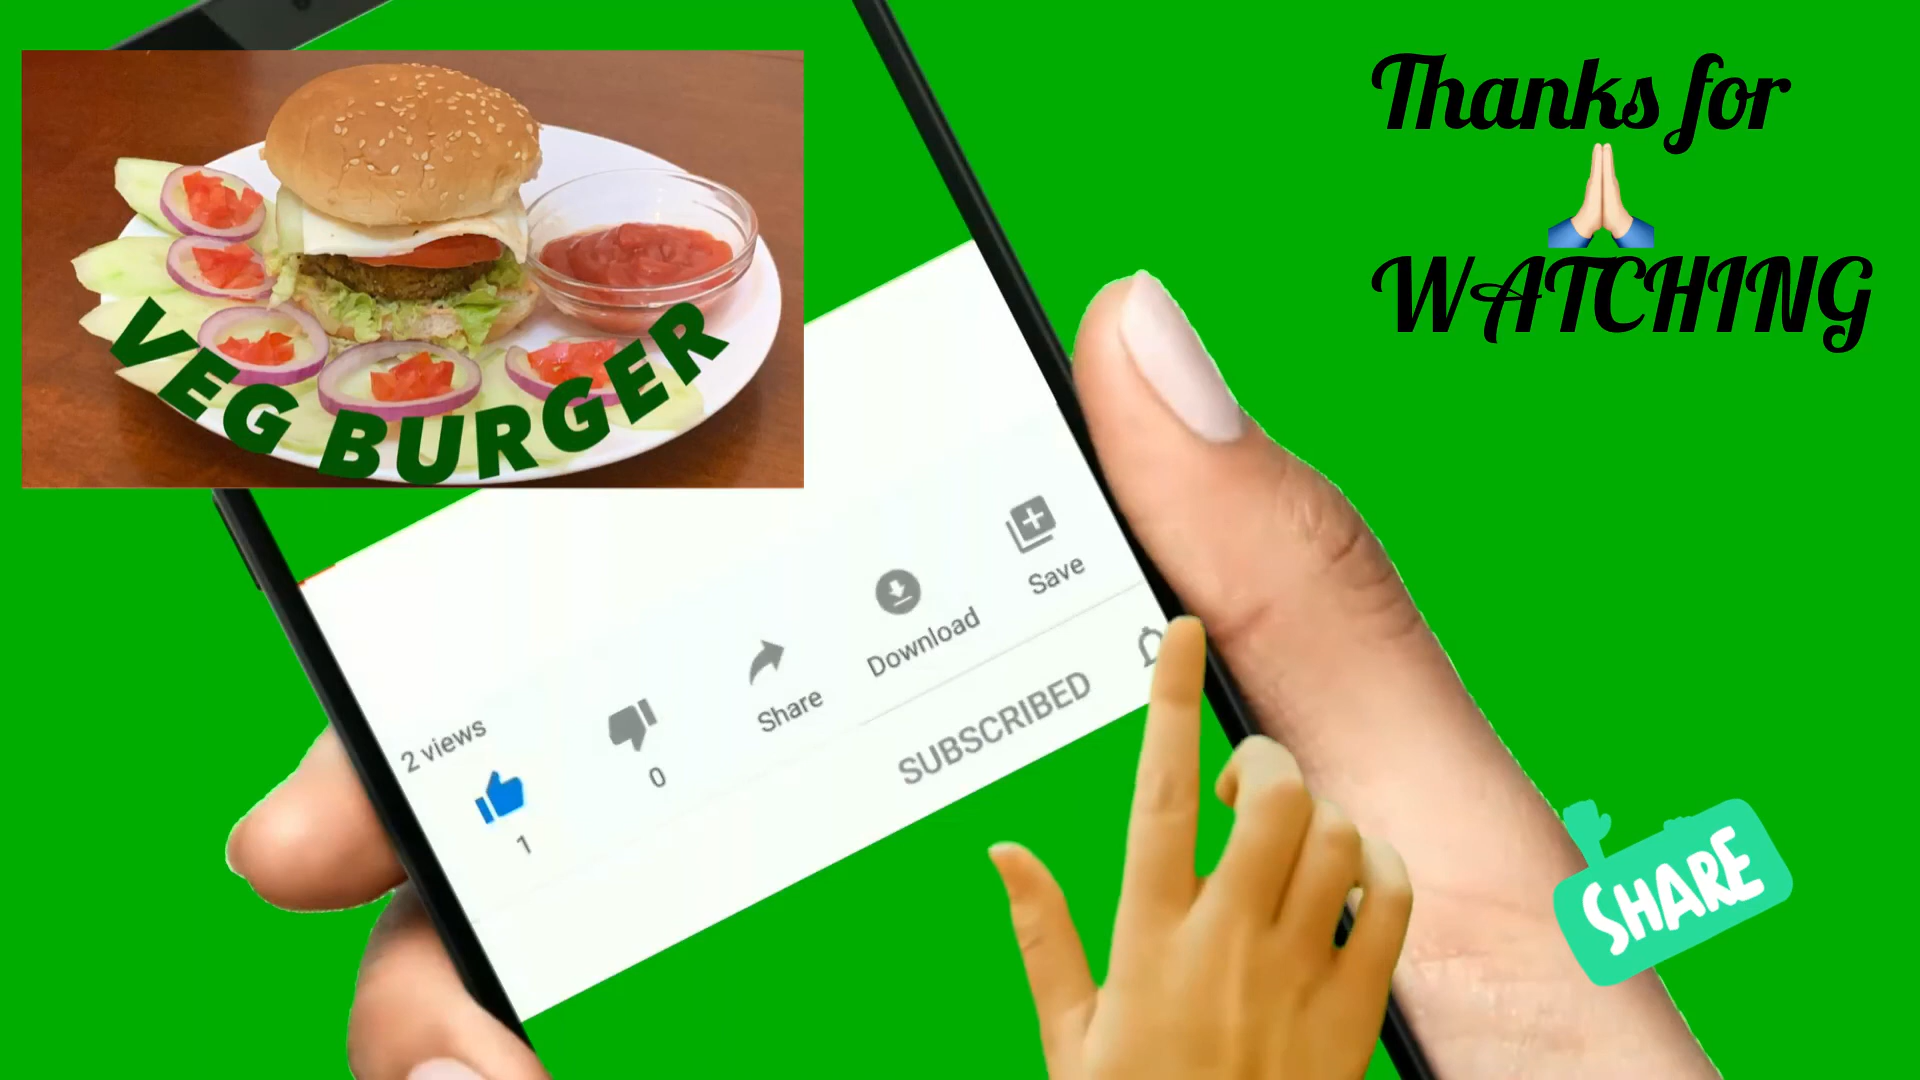 Thanks for
WATCHING
VEG BURGER
2 views
1
0
Share
Download
Save
SUBSCRIBED
SHARE